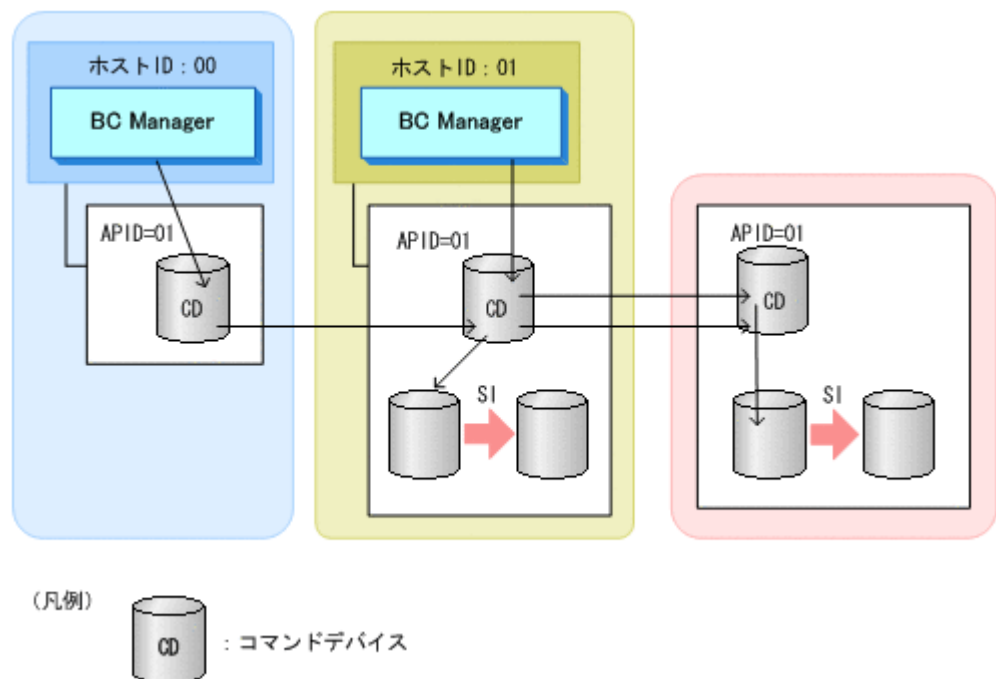 ホストID:00
BC Manager
APID=01
CD
ホストID:01
BC Manager
APID=01
CD
SI
APID=01
CD
SI
(凡例)
CD
:コマンドデバイス